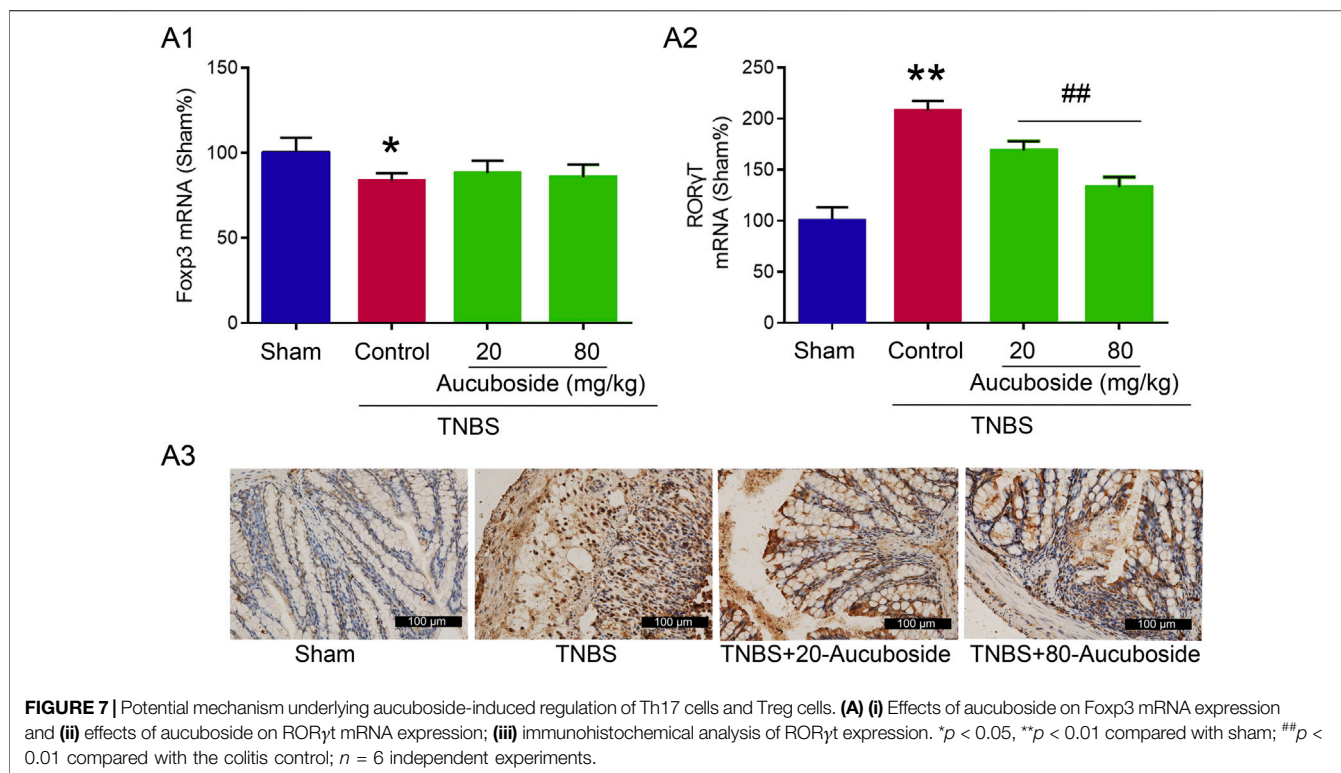 A1
Foxp3 mRNA (Sham%)
150
100
50
0
*
Sham
Control
20
80
Aucuboside (mg/kg)
TNBS
A2
RORγT
mRNA (Sham%)
250
200
150
100
50
0
**
##
Sham
Control
20
80
Aucuboside (mg/kg)
TNBS
A3
100 μm
100 μm
100 μm
100 μm
Sham
TNBS
TNBS+20-Aucuboside
TNBS+80-Aucuboside
FIGURE 7 | Potential mechanism underlying aucuboside-induced regulation of Th17 cells and Treg cells. (A) (i) Effects of aucuboside on Foxp3 mRNA expression
and (ii) effects of aucuboside on RORγt mRNA expression; (iii) immunohistochemical analysis of RORγt expression. *p < 0.05, **p < 0.01 compared with sham; ##p <
0.01 compared with the colitis control; n = 6 independent experiments.